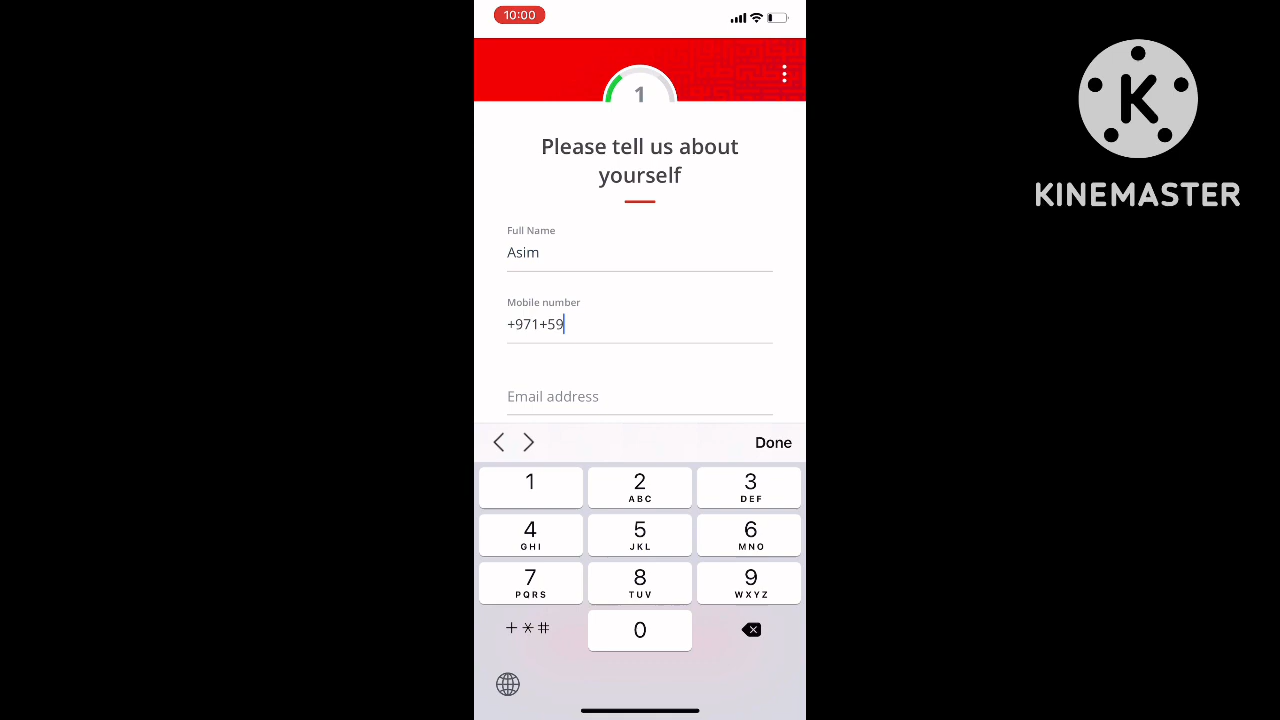 10:00
1
Please tell us about
yourself
Full Name
Asim
Mobile number
+971+59
Email address
Done
1
2
ABC
3
DEF
4
GHI
5
JKL
6
MNO
7
PQRS
8
TUV
9
WXYZ
+*#
0
K
KINEMASTER